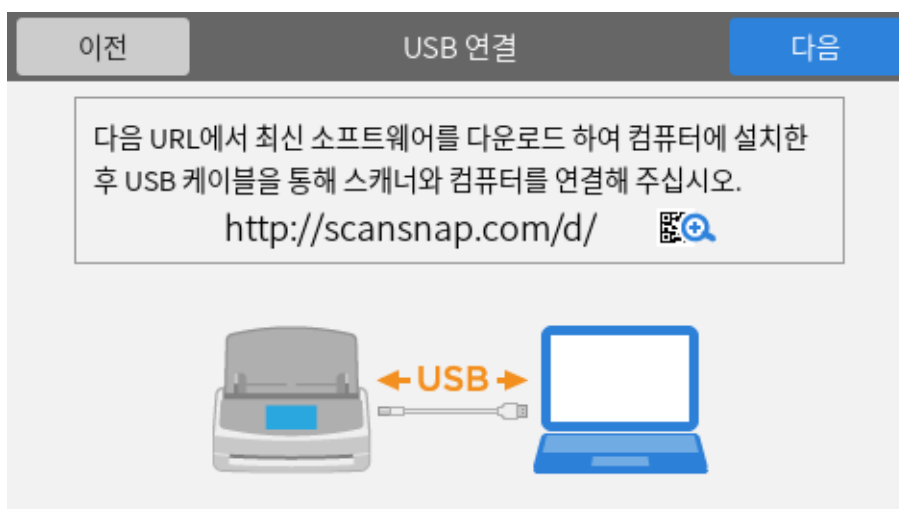 이전
USB 연결
다음
다음 URL에서 최신 소프트웨어를 다운로드 하여 컴퓨터에 설치한
후 USB 케이블을 통해 스캐너와 컴퓨터를 연결해 주십시오.
http://scansnap.com/d/
USB